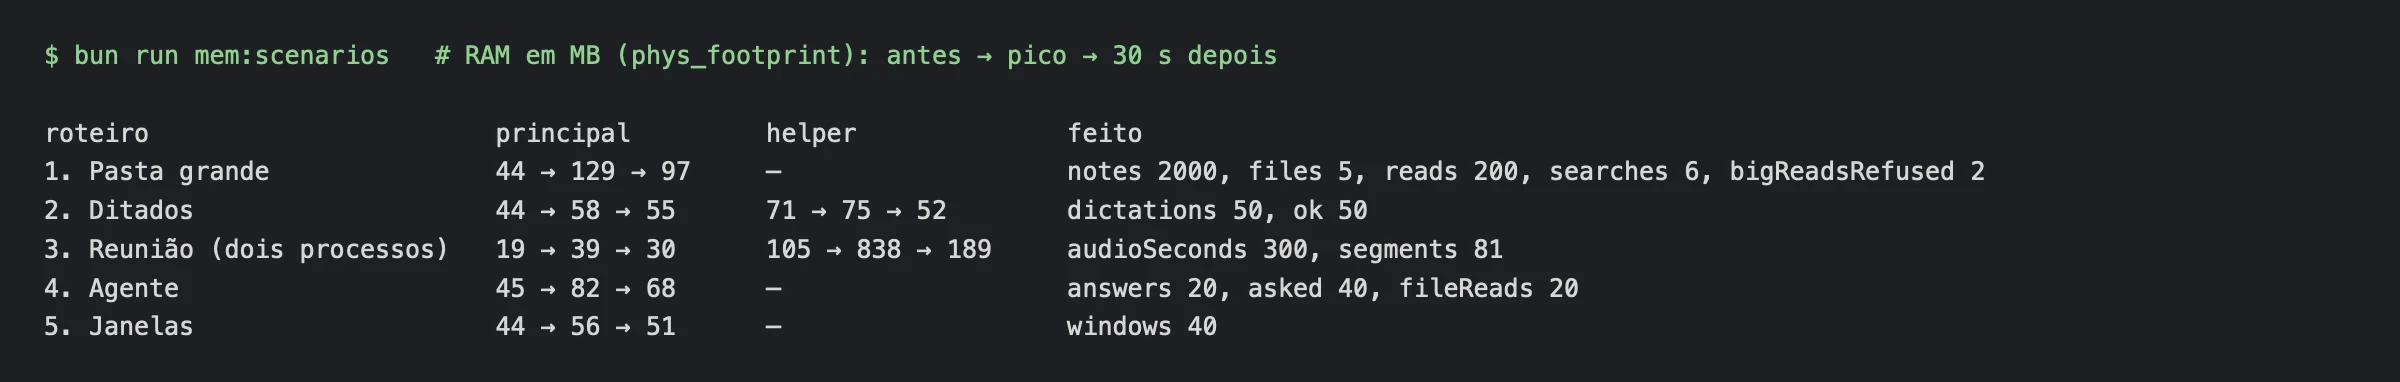 $ bun run mem:scenarios   # RAM em MB (phys_footprint): antes → pico → 30 s depois
roteiro   principal   helper   feito
1. Pasta grande   44 → 129 → 97   —   notes 2000, files 5, reads 200, searches 6, bigReadsRefused 2
2. Ditados   44 → 58 → 55   71 → 75 → 52   dictations 50, ok 50
3. Reunião (dois processos)   19 → 39 → 30   105 → 838 → 189   audioSeconds 300, segments 81
4. Agente   45 → 82 → 68   —   answers 20, asked 40, fileReads 20
5. Janelas   44 → 56 → 51   —   windows 40